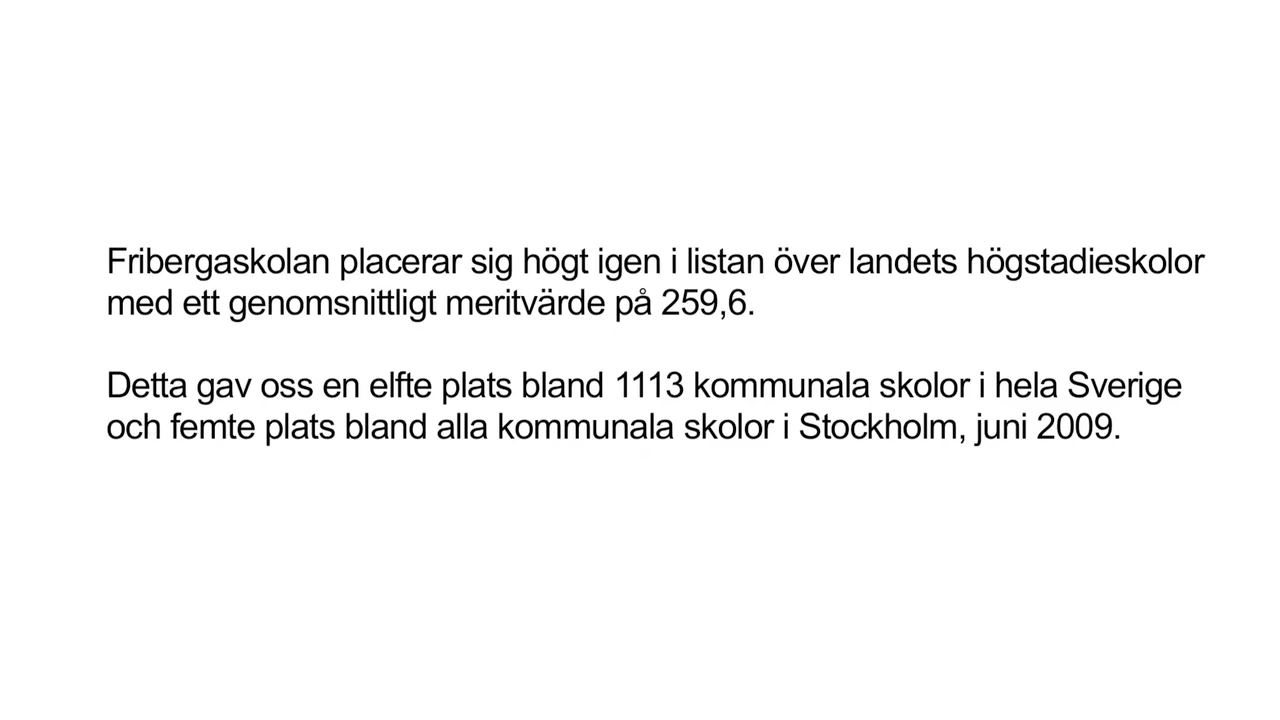 Fribergaskolan placerar sig högt igen i listan över landets högstadieskolor
med ett genomsnittligt meritvärde på 259,6.
Detta gav oss en elfte plats bland 1113 kommunala skolor i hela Sverige
och femte plats bland alla kommunala skolor i Stockholm, juni 2009.